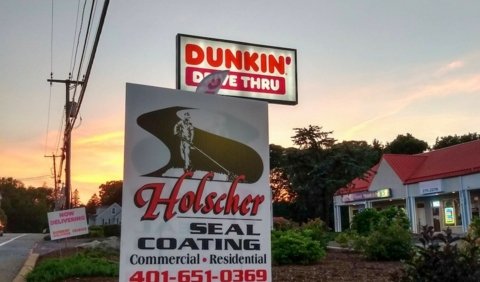 DUNKIN'
DRIVE THRU
Holscher
SEAL
COATING
Commercial • Residential
401-651-0369
NOW
DELIVERING